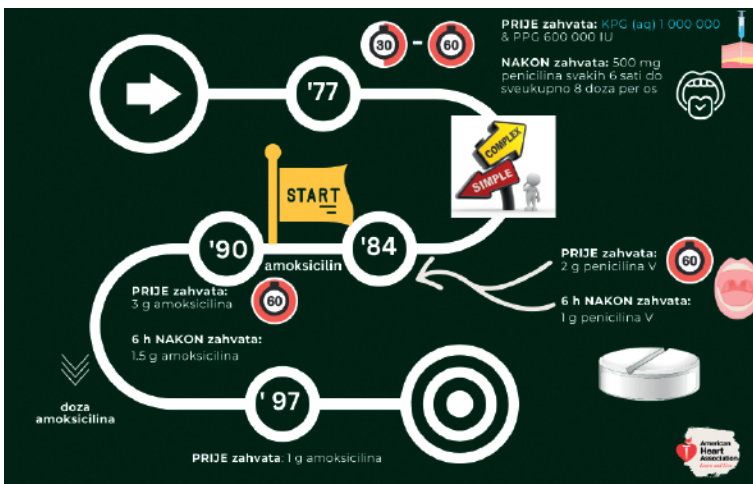 30 - 60
PRIJE zahvata: KPG (aq) 1 000 000
& PPG 600 000 IU
NAKON zahvata: 500 mg
penicilina svakih 6 sati do
sveukupno 8 doza per os
'77
COMPLEX
SIMPLE
START
'90
amoksicilin
'84
PRIJE zahvata:
2 g penicilina V
60
6 h NAKON zahvata:
1 g penicilina V
PRIJE zahvata:
3 g amoksicilina
60
6 h NAKON zahvata:
1.5 g amoksicilina
doza
amoksicilina
' 97
PRIJE zahvata: 1 g amoksicilina
American
Heart
Association